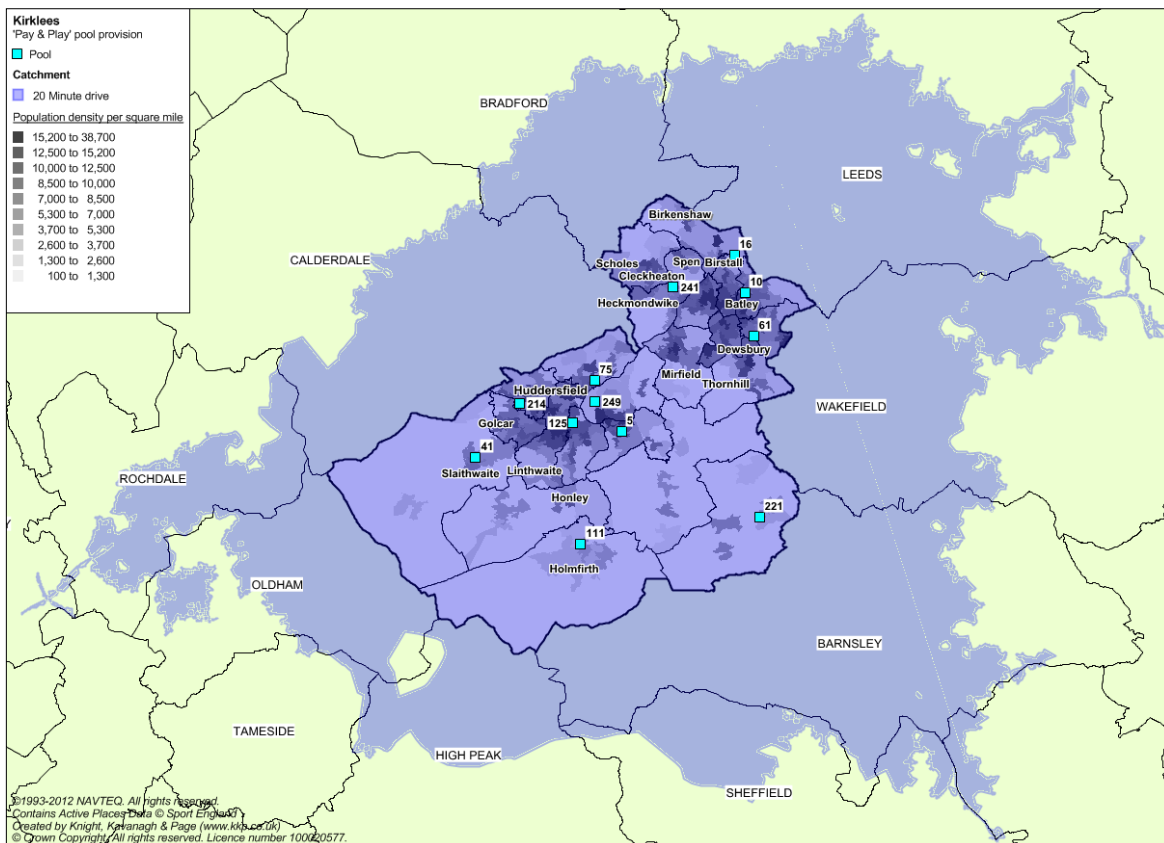 Kirklees
'Pay & Play' pool provision
Pool
Catchment
20 Minute drive
Population density per square mile
15,200 to 38,700
12,500 to 15,200
10,000 to 12,500
8,500 to 10,000
7,000 to 8,500
5,300 to 7,000
3,700 to 5,300
2,600 to 3,700
1,300 to 2,600
100 to 1,300
BRADFORD
LEEDS
Birkenshaw
16
CALDERDALE
Scholes
Spen
Birstall
Cleckheaton
10
241
Heckmondwike
Batley
61
Dewsbury
75
Mirfield
Thornhill
Huddersfield
214
249
WAKEFIELD
Golcar
125
5
41
Slaithwaite
Linthwaite
ROCHDALE
Honley
221
111
Holmfirth
OLDHAM
BARNSLEY
TAMESIDE
HIGH PEAK
SHEFFIELD
©1993-2012 NAVTEQ. All rights reserved.
Contains Active Places Data © Sport England
Created by Knight, Kavanagh & Page (www.kkp.co.uk)
© Crown Copyright. All rights reserved. Licence number 100020577.